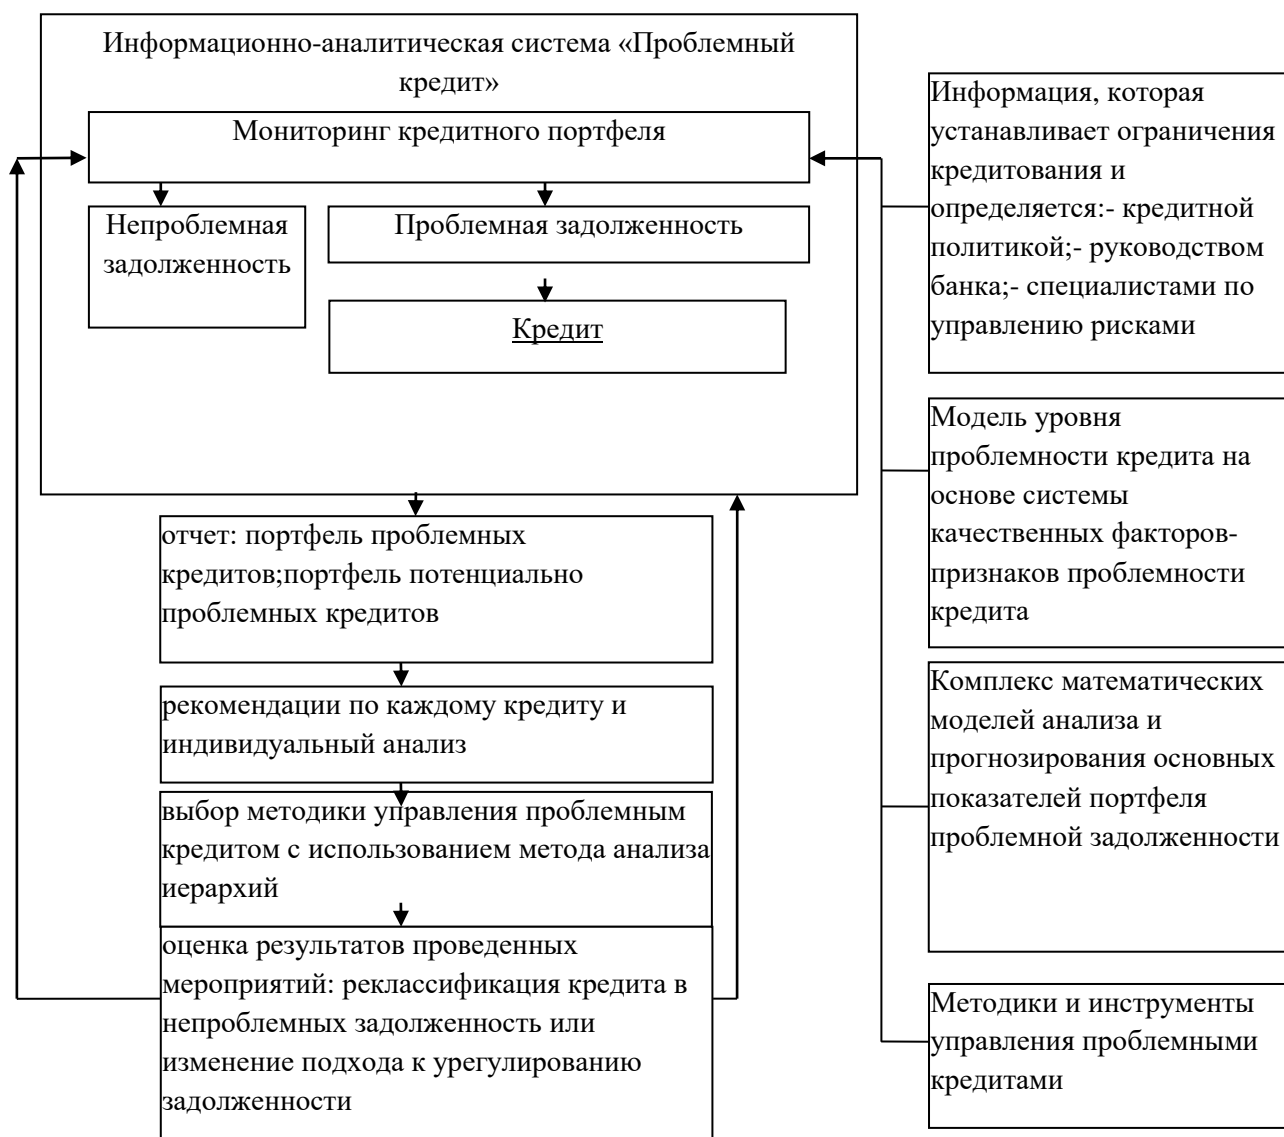 Информационно-аналитическая система «Проблемный
кредит»
Мониторинг кредитного портфеля
Непроблемная
задолженность
Проблемная задолженность
Кредит
отчет: портфель проблемных
кредитов;портфель потенциально
проблемных кредитов
рекомендации по каждому кредиту и
индивидуальный анализ
выбор методики управления проблемным
кредитом с использованием метода анализа
иерархий
оценка результатов проведенных
мероприятий: реклассификация кредита в
непроблемных задолженность или
изменение подхода к урегулированию
задолженности
Информация, которая
устанавливает ограничения
кредитования и
определяется:- кредитной
политикой;- руководством
банка;- специалистами по
управлению рисками
Модель уровня
проблемности кредита на
основе системы
качественных факторов-
признаков проблемности
кредита
Комплекс математических
моделей анализа и
прогнозирования основных
показателей портфеля
проблемной задолженности
Методики и инструменты
управления проблемными
кредитами